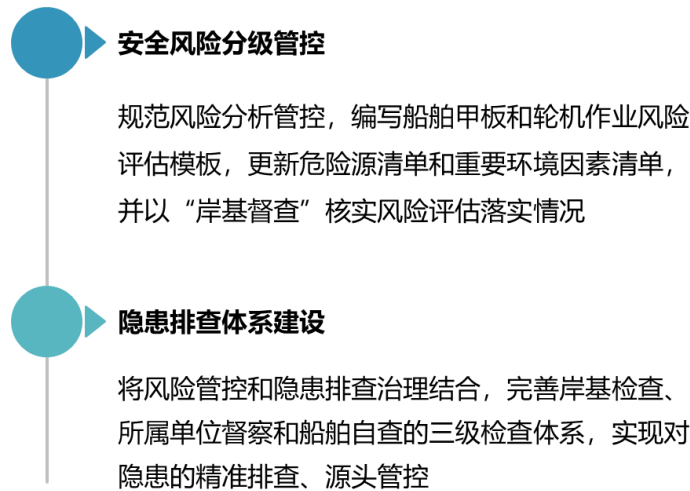 安全风险分级管控
规范风险分析管控，编写船舶甲板和轮机作业风险
评估模板，更新危险源清单和重要环境因素清单，
并以“岸基督查”核实风险评估落实情况
隐患排查体系建设
将风险管控和隐患排查治理结合，完善岸基检查、
所属单位督察和船舶自查的三级检查体系，实现对
隐患的精准排查、源头管控